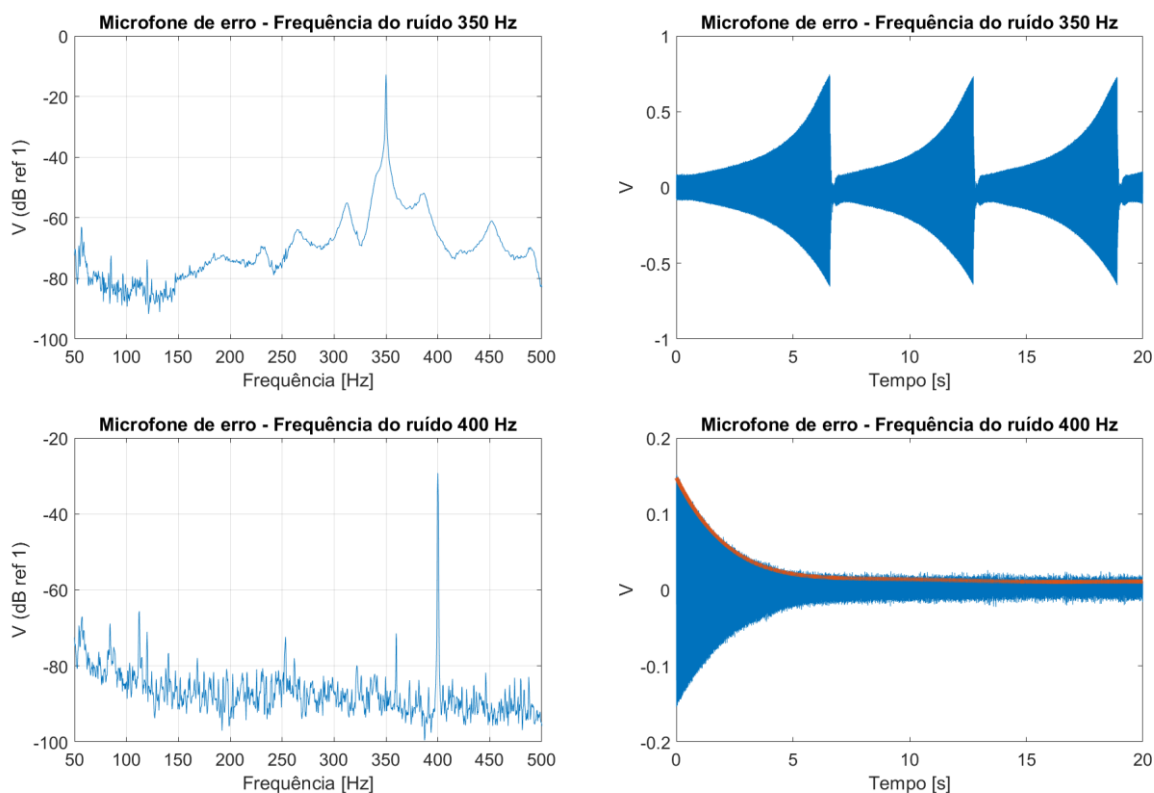 Microfone de erro - Frequência do ruído 350 Hz
0
-20
-40
-60
-80
-100
V (dB ref 1)
50 100 150 200 250 300 350 400 450 500
Frequência [Hz]
Microfone de erro - Frequência do ruído 350 Hz
1
0.5
0
-0.5
-1
V
0 5 10 15 20
Tempo [s]
Microfone de erro - Frequência do ruído 400 Hz
-20
-40
-60
-80
-100
V (dB ref 1)
50 100 150 200 250 300 350 400 450 500
Frequência [Hz]
Microfone de erro - Frequência do ruído 400 Hz
0.2
0.1
0
-0.1
-0.2
V
0 5 10 15 20
Tempo [s]